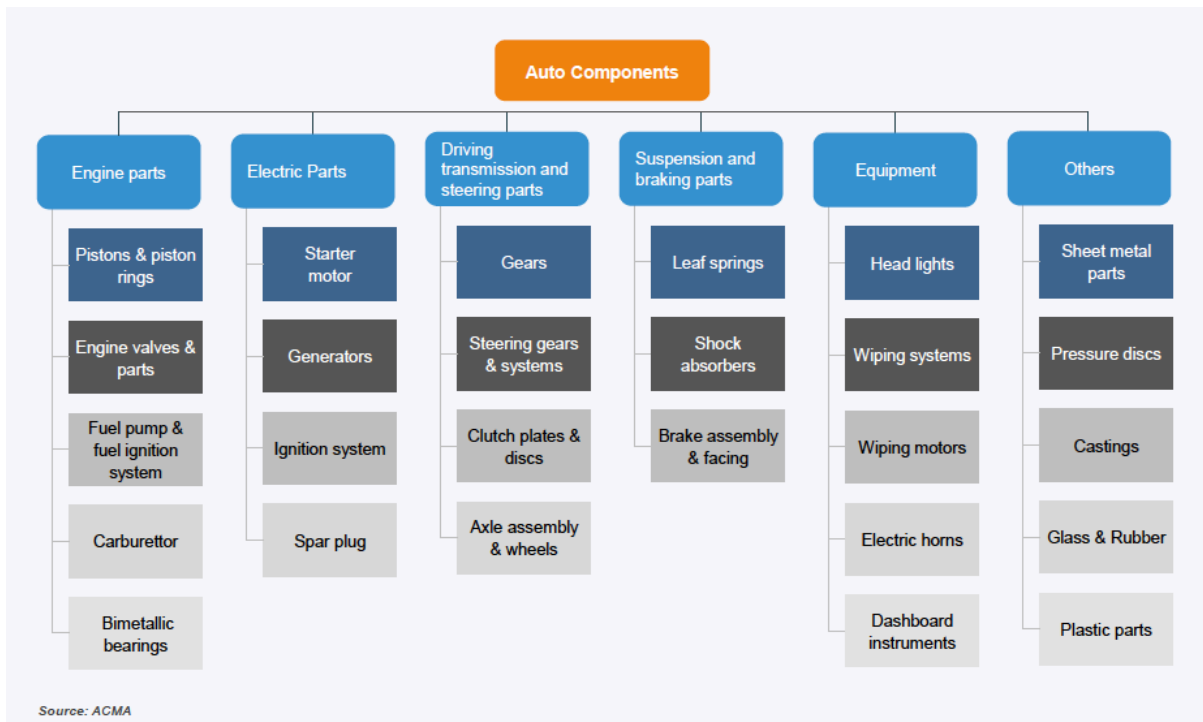 Auto Components
Engine parts
Electric Parts
Driving
transmission and
steering parts
Suspension and
braking parts
Equipment
Others
Pistons & piston
rings
Engine valves &
parts
Fuel pump &
fuel ignition
system
Carburettor
Bimetallic
bearings
Starter
motor
Generators
Ignition system
Spar plug
Gears
Steering gears
& systems
Clutch plates &
discs
Axle assembly
& wheels
Leaf springs
Shock
absorbers
Brake assembly
& facing
Head lights
Wiping systems
Wiping motors
Electric horns
Dashboard
instruments
Sheet metal
parts
Pressure discs
Castings
Glass & Rubber
Plastic parts
Source: ACMA